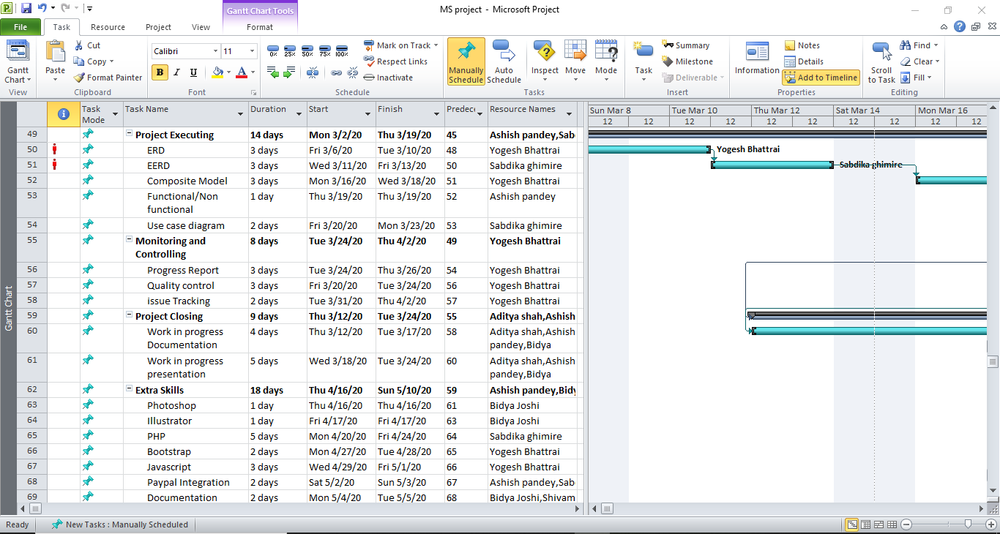 MS project - Microsoft Project
Gantt Chart Tools
File Task Resource Project View Format
Gantt Chart
View
Paste
Cut
Copy
Format Painter
Clipboard
Calibri 11
B I U A
Font
0% 25% 50% 75% 100%
Mark on Track
Respect Links
Inactivate
Schedule
Manually Schedule
Auto Schedule
Inspect
Move
Mode
Tasks
Task
Summary
Milestone
Deliverable
Insert
Information
Notes
Details
Add to Timeline
Properties
Scroll to Task
Find
Clear
Fill
Editing
Task Mode Task Name Duration Start Finish Predec Resource Names
Sun Mar 8 Tue Mar 10 Thu Mar 12 Sat Mar 14 Mon Mar 16
12 12 12 12 12 12 12 12 12 12
49 Project Executing 14 days Mon 3/2/20 Thu 3/19/20 45 Ashish pandey,Sab
50 ERD 3 days Fri 3/6/20 Tue 3/10/20 48 Yogesh Bhattrai
Yogesh Bhattrai
51 EERD 3 days Wed 3/11/20 Fri 3/13/20 50 Sabdika ghimire
Sabdika ghimire
52 Composite Model 3 days Mon 3/16/20 Wed 3/18/20 51 Yogesh Bhattrai
53 Functional/Non functional 1 day Thu 3/19/20 Thu 3/19/20 52 Ashish pandey
54 Use case diagram 2 days Fri 3/20/20 Mon 3/23/20 53 Sabdika ghimire
55 Monitoring and Controlling 8 days Tue 3/24/20 Thu 4/2/20 49 Yogesh Bhattrai
56 Progress Report 3 days Tue 3/24/20 Thu 3/26/20 54 Yogesh Bhattrai
57 Quality control 3 days Fri 3/20/20 Tue 3/24/20 56 Yogesh Bhattrai
58 issue Tracking 2 days Tue 3/31/20 Thu 4/2/20 57 Yogesh Bhattrai
59 Project Closing 9 days Thu 3/12/20 Tue 3/24/20 55 Aditya shah,Ashish
60 Work in progress Documentation 4 days Thu 3/12/20 Tue 3/17/20 58 Aditya shah,Ashish pandey,Bidya
61 Work in progress presentation 5 days Wed 3/18/20 Tue 3/24/20 60 Aditya shah,Ashish pandey,Bidya
62 Extra Skills 18 days Thu 4/16/20 Sun 5/10/20 59 Ashish pandey,Bidy
63 Photoshop 1 day Thu 4/16/20 Thu 4/16/20 61 Bidya Joshi
64 Illustrator 1 day Fri 4/17/20 Fri 4/17/20 63 Bidya Joshi
65 PHP 5 days Mon 4/20/20 Fri 4/24/20 64 Sabdika ghimire
66 Bootstrap 2 days Mon 4/27/20 Tue 4/28/20 65 Yogesh Bhattrai
67 Javascript 3 days Wed 4/29/20 Fri 5/1/20 66 Yogesh Bhattrai
68 Paypal Integration 2 days Sat 5/2/20 Sun 5/3/20 67 Ashish pandey,Sab
69 Documentation 2 days Mon 5/4/20 Tue 5/5/20 68 Bidya Joshi,Shivam
Gantt Chart
Ready New Tasks : Manually Scheduled